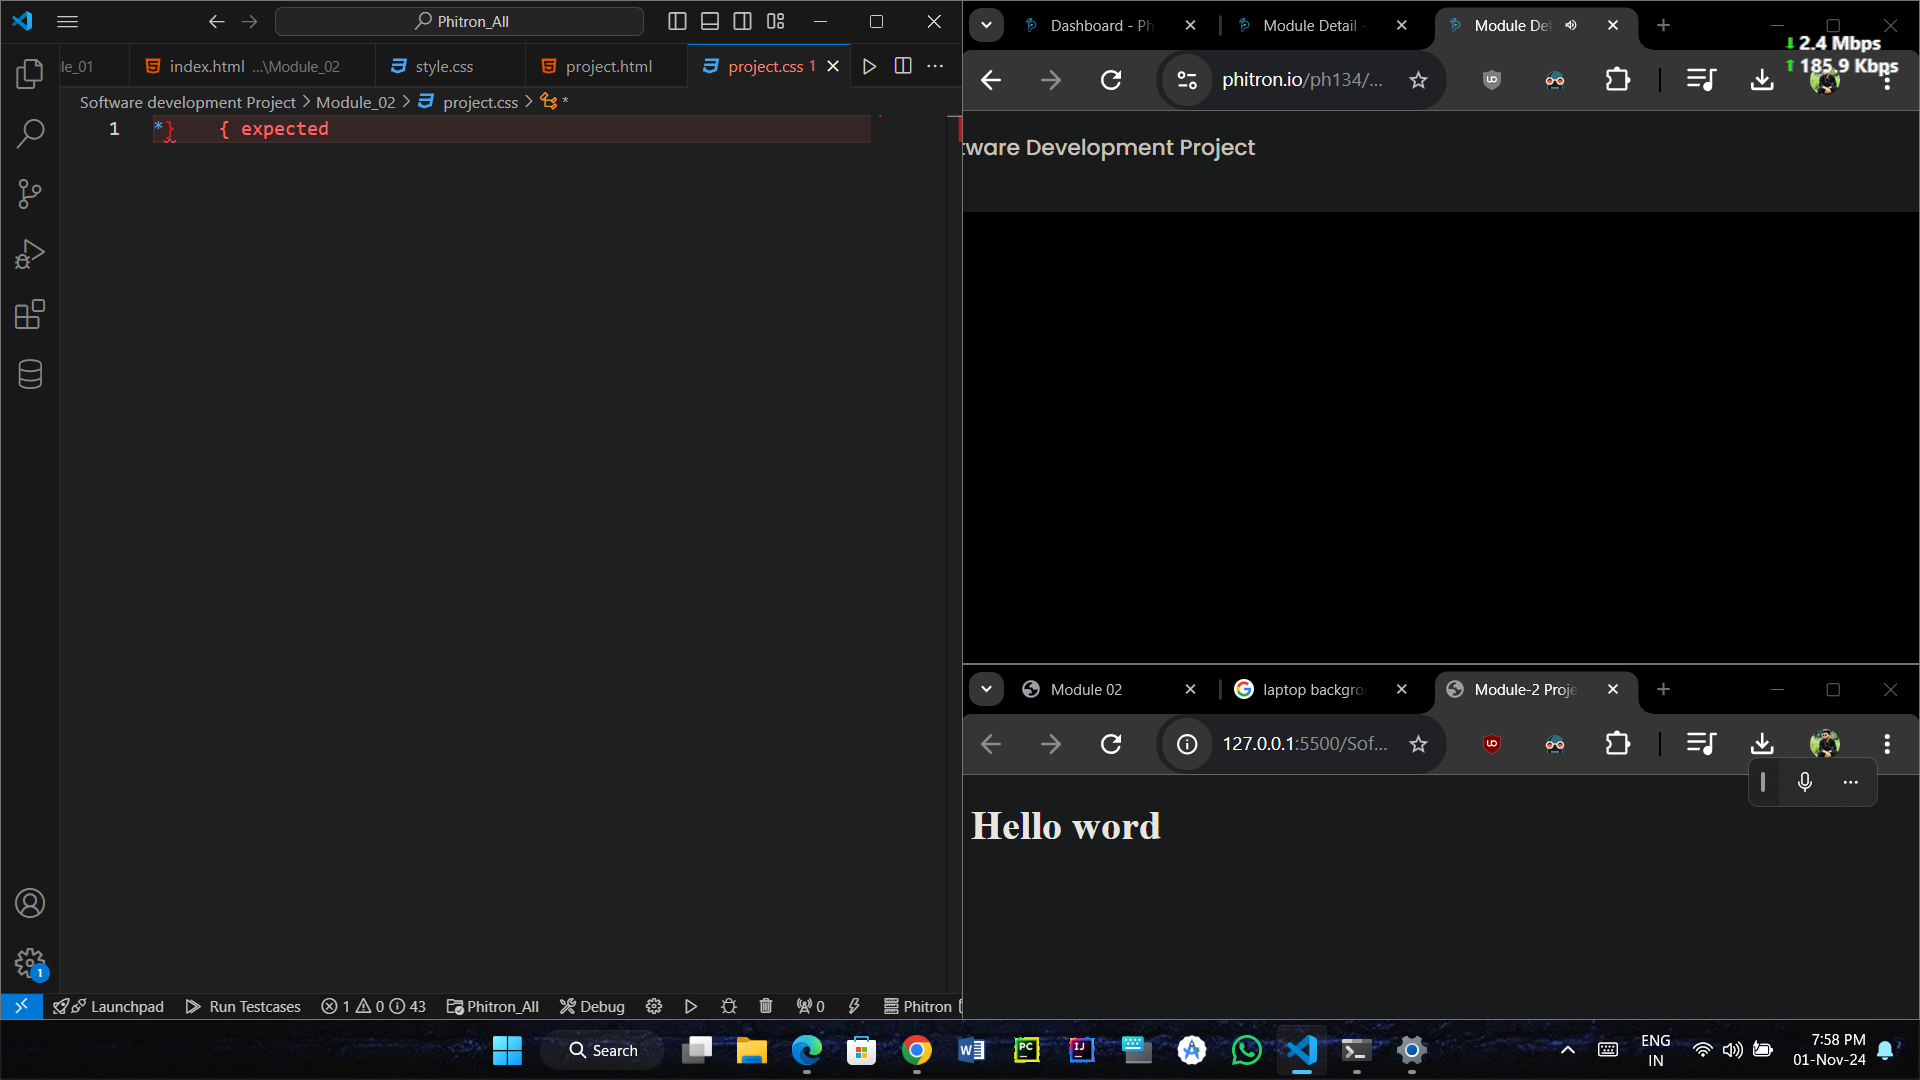 Phitron_All
le_01
index.html ...\Module_02
style.css
project.html
project.css 1
Software development Project > Module_02 > project.css > *
1 *} { expected
1
Launchpad
Run Testcases
1 0 43
Phitron_All
Debug
0
Phitron
Dashboard - Ph
Module Detail -
Module Det
2.4 Mbps
185.9 Kbps
phitron.io/ph134/...
tware Development Project
Module 02
laptop backgro
Module-2 Proje
127.0.0.1:5500/Sof...
Hello word
Search
ENG
IN
7:58 PM
01-Nov-24